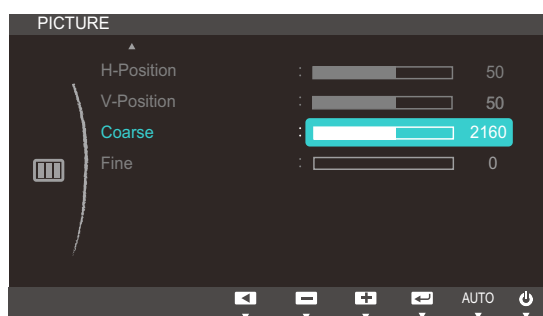 PICTURE
H-Position : 50
V-Position : 50
Coarse : 2160
Fine : 0
AUTO